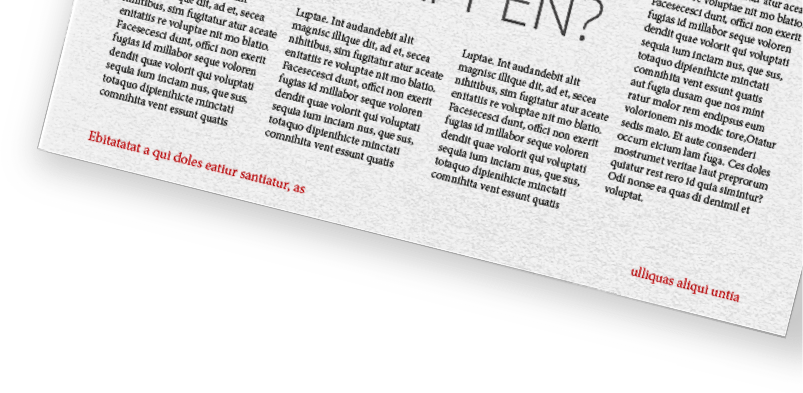 PPEN?
dit, ad et, secea
nihitibus, sim fugitatur atur aceate
enitatiis re voluptae nit mo blatio.
Facesecesci dunt, offici non exerit
fugias id millabor seque voloren
dendit quae volorit qui voluptati
sequia ium inciam nus, que sus,
totaquo dipienihicte minctati
comnihita vent essunt quatis
Luptae. Int audandebit alit
magnisc illique dit, ad et, secea
nihitibus, sim fugitatur atur aceate
enitatiis re voluptae nit mo blatio.
Facesecesci dunt, offici non exerit
fugias id millabor seque voloren
dendit quae volorit qui voluptati
sequia ium inciam nus, que sus,
totaquo dipienihicte minctati
comnihita vent essunt quatis
Luptae. Int audandebit alit
magnisc illique dit, ad et, secea
nihitibus, sim fugitatur atur aceate
enitatiis re voluptae nit mo blatio.
Facesecesci dunt, offici non exerit
fugias id millabor seque voloren
dendit quae volorit qui voluptati
sequia ium inciam nus, que sus,
totaquo dipienihicte minctati
comnihita vent essunt quatis
re voluptae nit mo blatio
Facesecesci dunt, offici non exerit
fugias id millabor seque voloren
dendit quae volorit qui voluptati
sequia ium inciam nus, que sus,
totaquo dipienihicte minctati
comnihita vent essunt quatis
aut fugia dusam que nos mint
ratur molor rem endipsus eum
volorionem nis modic tore,Otatur
sedis maio. Et aute consenderi
occum eicium lam fuga. Ces doles
mostrumet veritae laut preprorum
quiatur rest rero id quia simintur?
Odi nonse ea quas di denimil et
voluptat.
Ebitatatat a qui doles eatiur santiatur, as
ulliquas aliqui untia